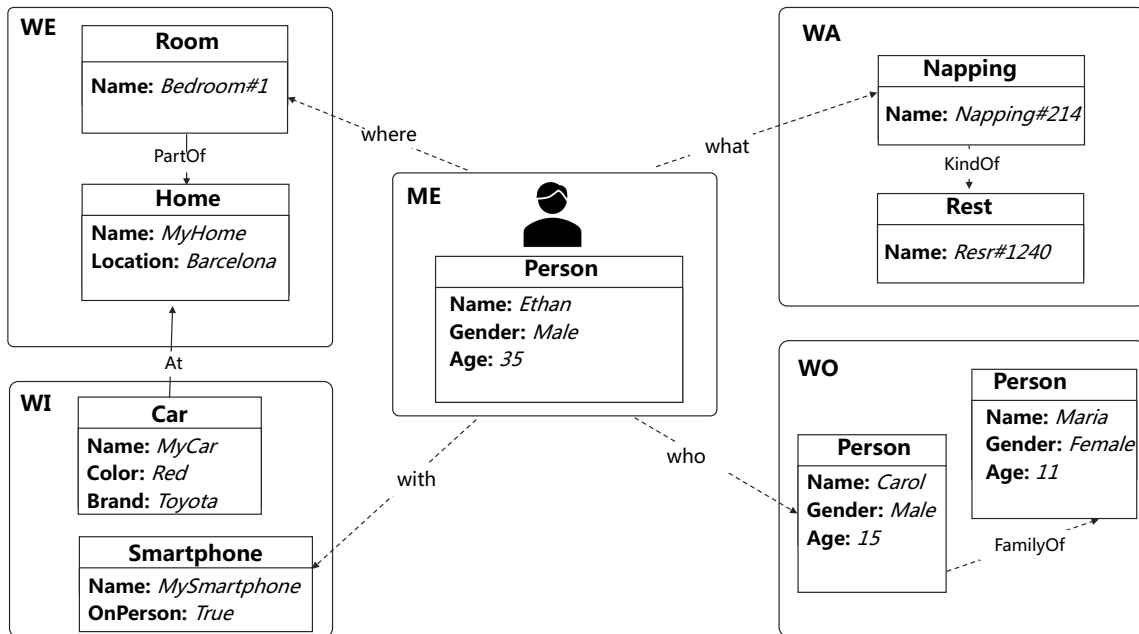 WE
Room
Name: Bedroom#1
PartOf
Home
Name: MyHome
Location: Barcelona
At
where
WI
Car
Name: MyCar
Color: Red
Brand: Toyota
Smartphone
Name: MySmartphone
OnPerson: True
with
ME
Person
Name: Ethan
Gender: Male
Age: 35
what
WA
Napping
Name: Napping#214
KindOf
Rest
Name: Resr#1240
who
WO
Person
Name: Carol
Gender: Male
Age: 15
FamilyOf
Person
Name: Maria
Gender: Female
Age: 11